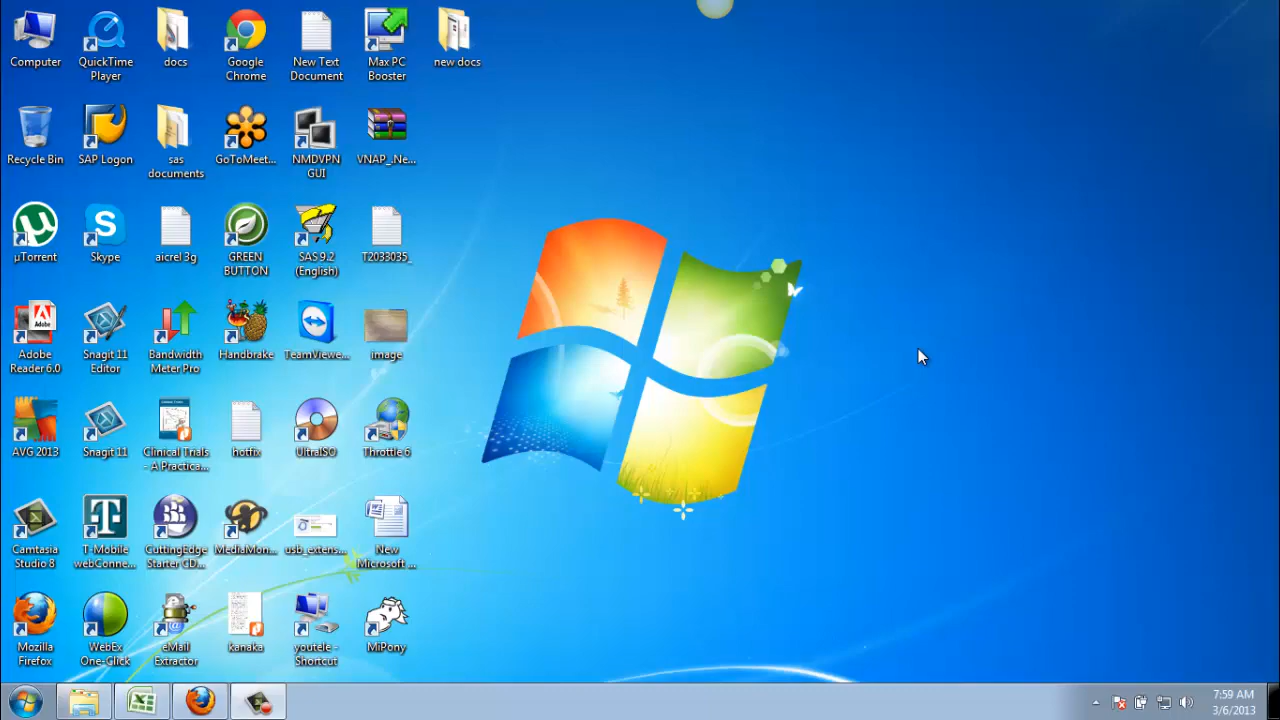 Computer
QuickTime
Player
docs
Google
Chrome
New Text
Document
Max PC
Booster
new docs
Recycle Bin
SAP Logon
sas
documents
GoToMeet...
NMDVPN
GUI
VNAP_.Ne...
µTorrent
Skype
aicrel 3g
GREEN
BUTTON
SAS 9.2
(English)
T2033035_
Adobe
Reader 6.0
Snagit 11
Editor
Bandwidth
Meter Pro
Handbrake
TeamViewe...
image
AVG 2013
Snagit 11
Clinical Trials
- A Practica...
hotfix
UltraISO
Throttle 6
Camtasia
Studio 8
T-Mobile
webConne...
CuttingEdge
Starter CD...
MediaMon...
usb_extens...
New
Microsoft ...
Mozilla
Firefox
WebEx
One-Click
eMail
Extractor
kanaka
youtele -
Shortcut
MiPony
7:59 AM
3/6/2013